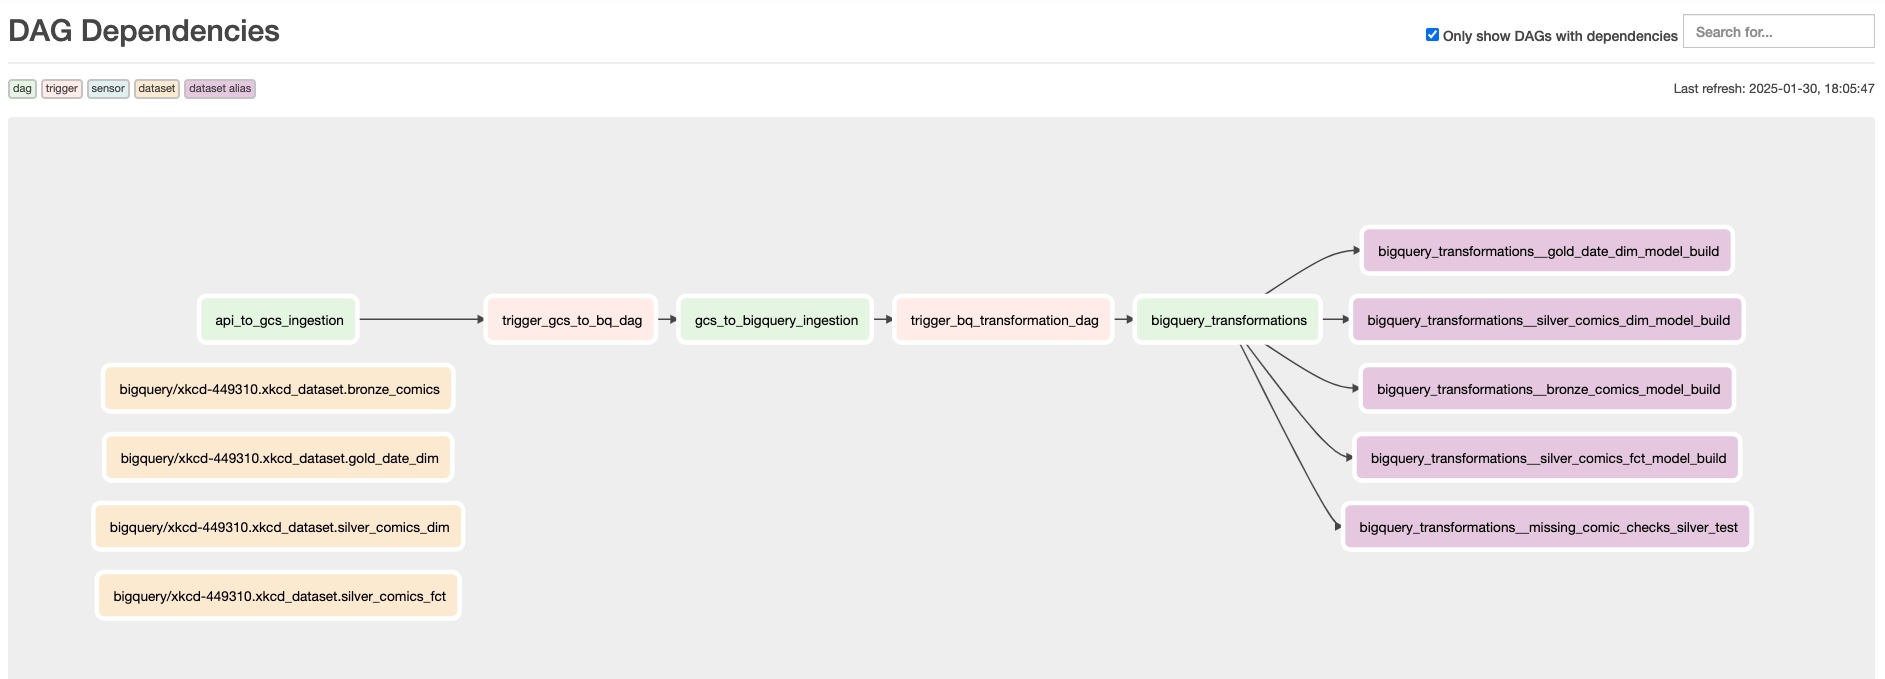 DAG Dependencies
Only show DAGs with dependencies
Search for...
dag trigger sensor dataset dataset alias
Last refresh: 2025-01-30, 18:05:47
bigquery_transformations__gold_date_dim_model_build
api_to_gcs_ingestion
trigger_gcs_to_bq_dag
gcs_to_bigquery_ingestion
trigger_bq_transformation_dag
bigquery_transformations
bigquery_transformations__silver_comics_dim_model_build
bigquery/xkcd-449310.xkcd_dataset.bronze_comics
bigquery_transformations__bronze_comics_model_build
bigquery/xkcd-449310.xkcd_dataset.gold_date_dim
bigquery_transformations__silver_comics_fct_model_build
bigquery/xkcd-449310.xkcd_dataset.silver_comics_dim
bigquery_transformations__missing_comic_checks_silver_test
bigquery/xkcd-449310.xkcd_dataset.silver_comics_fct